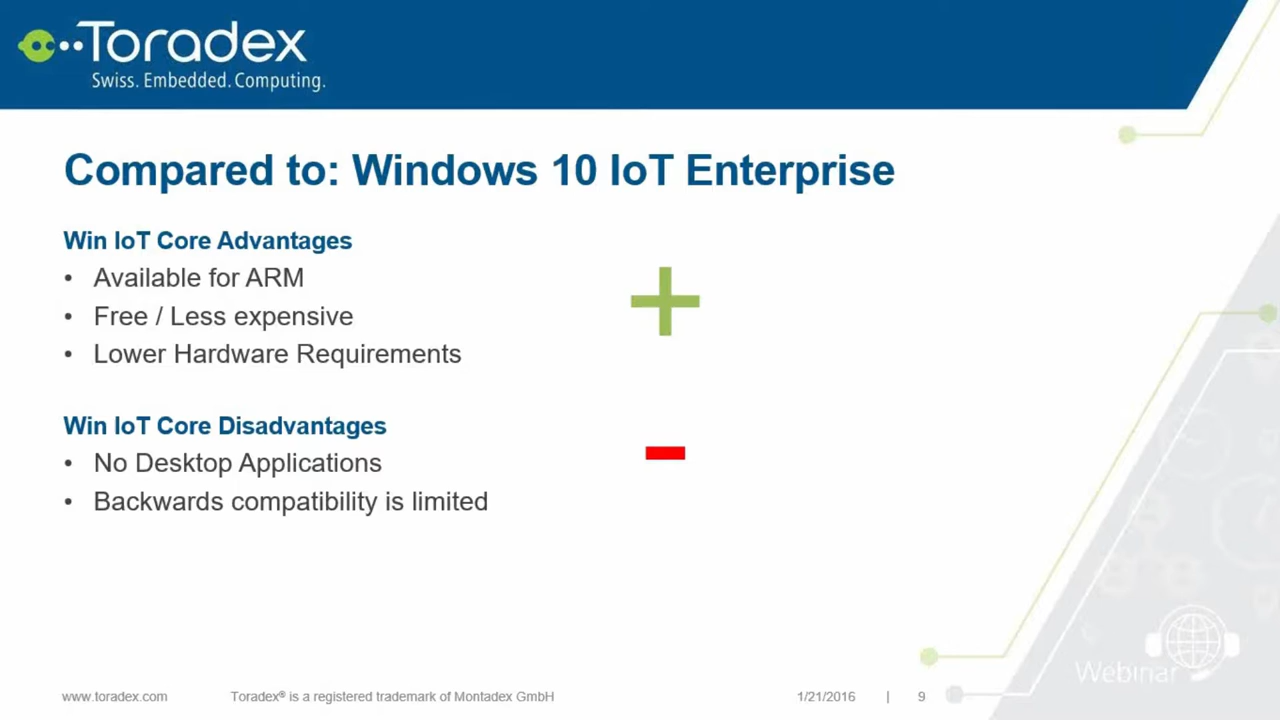 Toradex
Swiss. Embedded. Computing.
Compared to: Windows 10 IoT Enterprise
Win IoT Core Advantages
• Available for ARM
• Free / Less expensive
• Lower Hardware Requirements
Win IoT Core Disadvantages
• No Desktop Applications
• Backwards compatibility is limited
Webinar
www.toradex.com Toradex® is a registered trademark of Montadex GmbH 1/21/2016 | 9